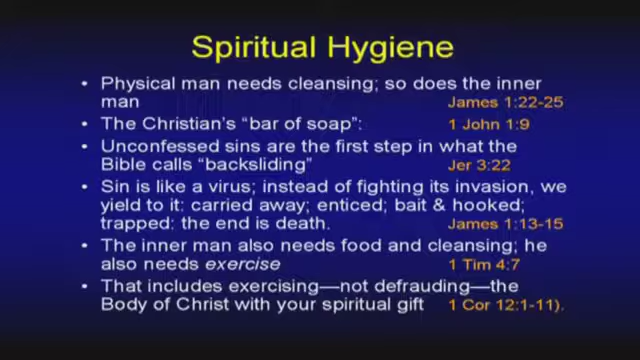 Spiritual Hygiene
• Physical man needs cleansing; so does the inner
man James 1:22-25
• The Christian's "bar of soap": 1 John 1:9
• Unconfessed sins are the first step in what the
Bible calls "backsliding" Jer 3:22
• Sin is like a virus; instead of fighting its invasion, we
yield to it: carried away; enticed; bait & hooked;
trapped: the end is death. James 1:13-15
• The inner man also needs food and cleansing; he
also needs exercise 1 Tim 4:7
• That includes exercising—not defrauding—the
Body of Christ with your spiritual gift 1 Cor 12:1-11).